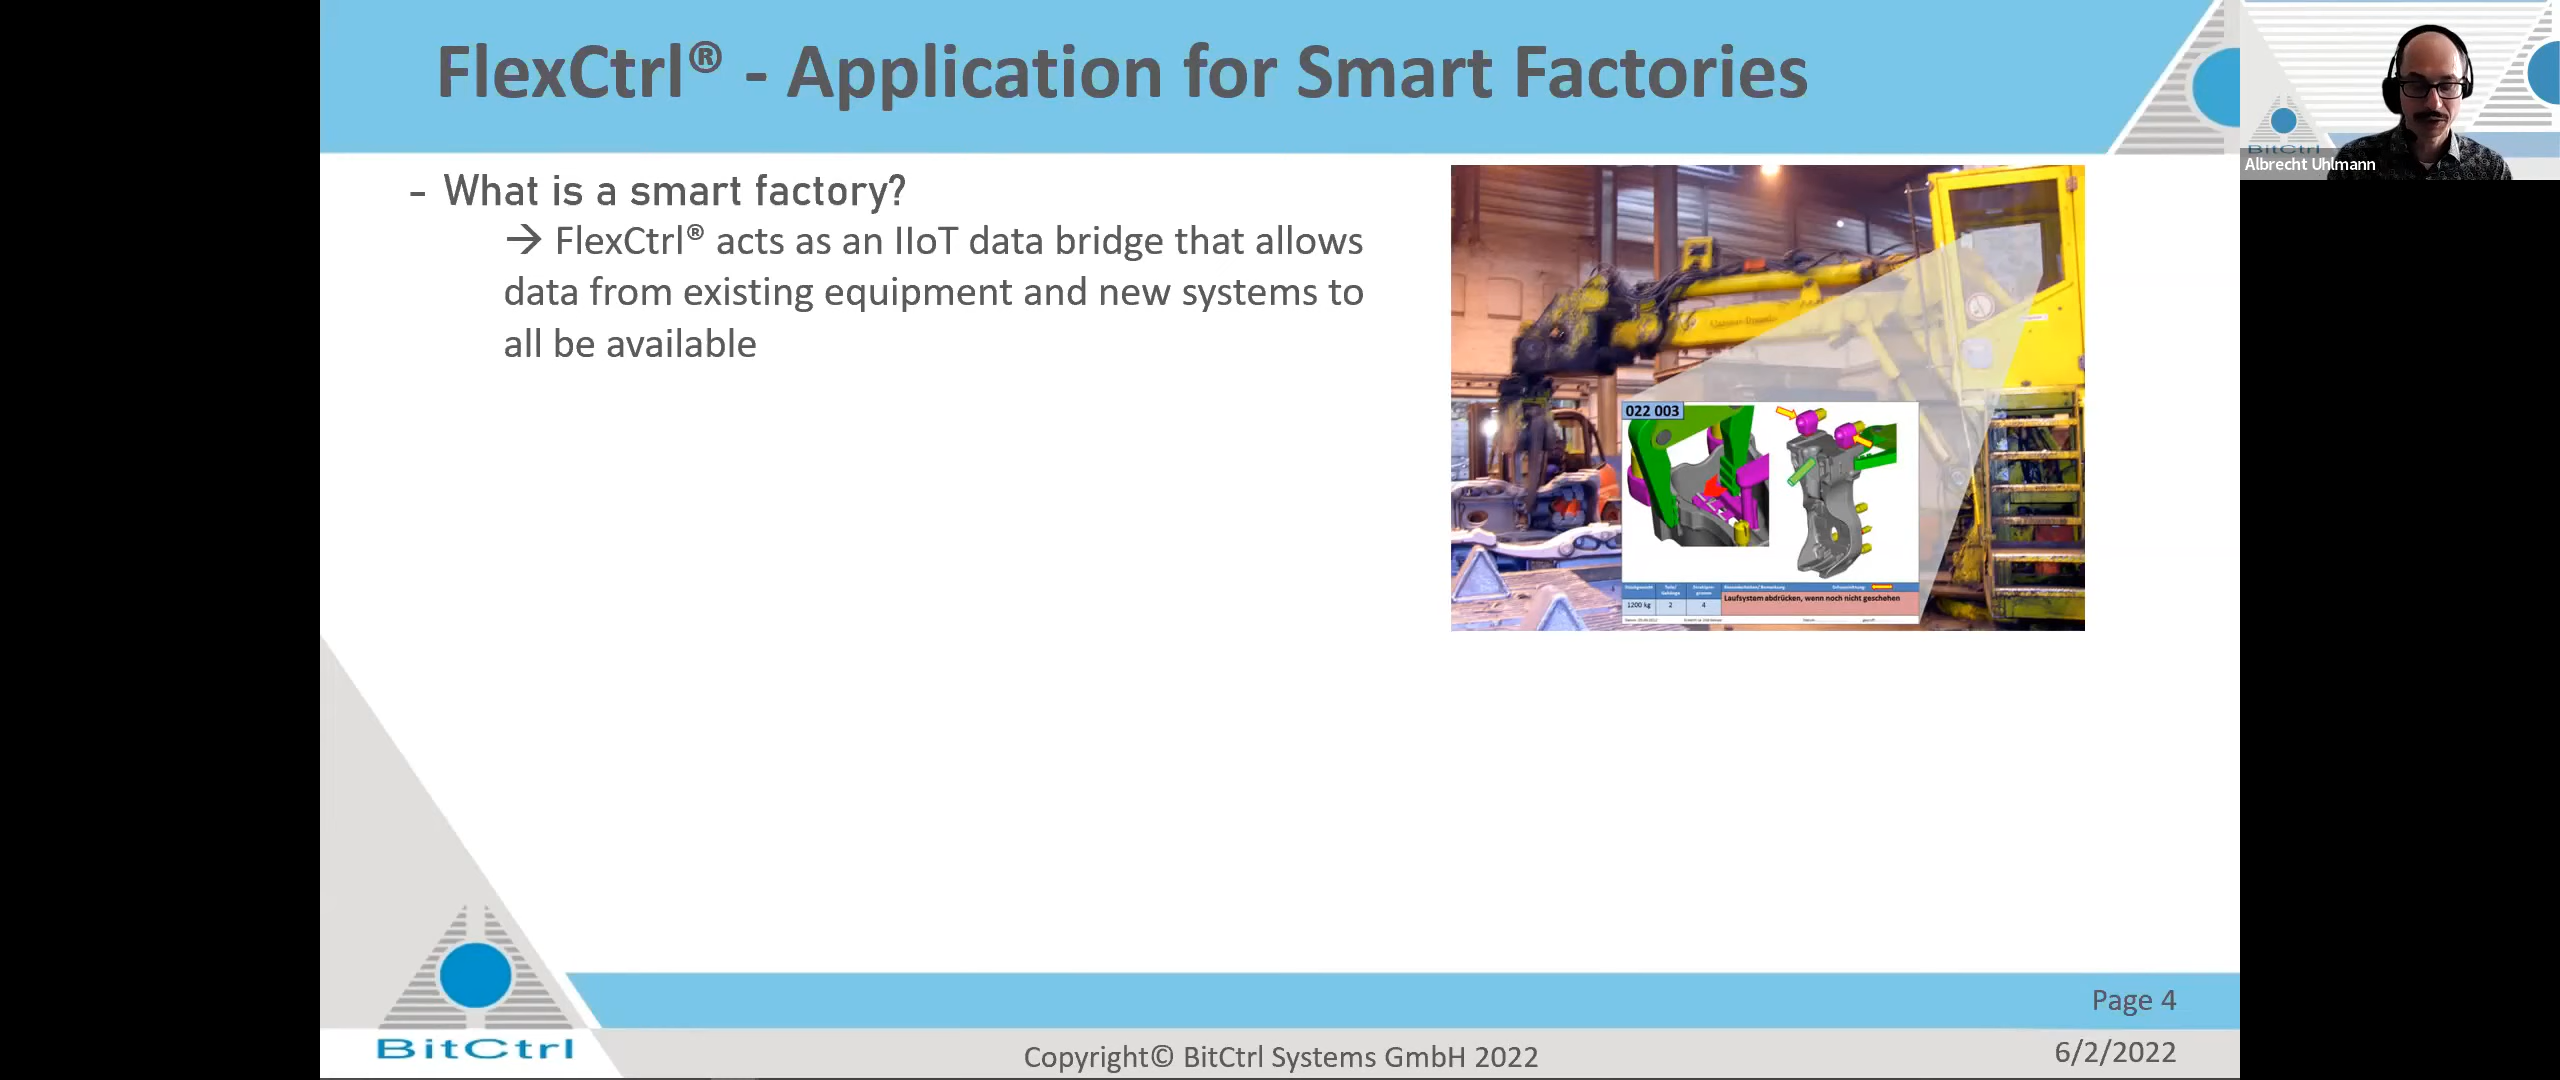 FlexCtrl® - Application for Smart Factories
Albrecht Uhlmann
- What is a smart factory?
→ FlexCtrl® acts as an IIoT data bridge that allows
data from existing equipment and new systems to
all be available
022 003
1200 kg 2 4 Laufsystem abdrücken, wenn noch nicht geschehen
BitCtrl
BitCtrl
Page 4
Copyright© BitCtrl Systems GmbH 2022
6/2/2022